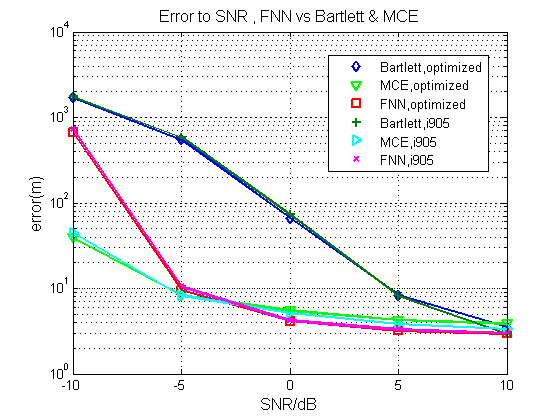 Error to SNR , FNN vs Bartlett & MCE
10^4
10^3
10^2
10^1
10^0
error(m)
-10
-5
0
5
10
SNR/dB
Bartlett,optimized
MCE,optimized
FNN,optimized
Bartlett,i905
MCE,i905
FNN,i905